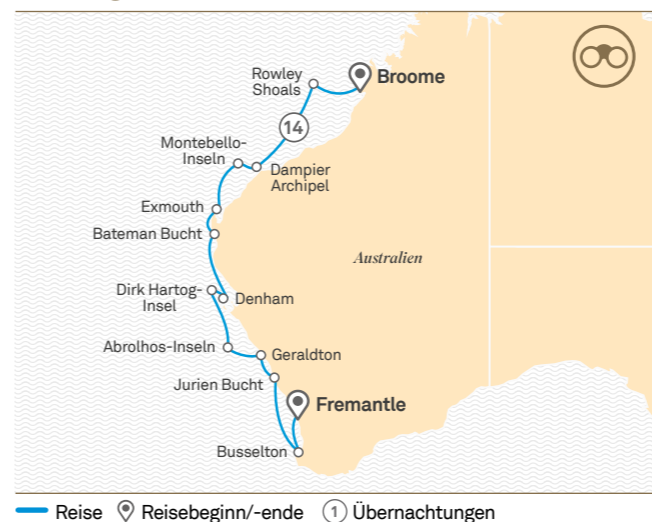 Rowley
Shoals
Broome
14
Montebello-
Inseln
Dampier
Archipel
Exmouth
Bateman Bucht
Australien
Dirk Hartog-
Insel
Denham
Abrolhos-Inseln
Geraldton
Jurien Bucht
Fremantle
Busselton
Reise
Reisebeginn/-ende
1 Übernachtungen